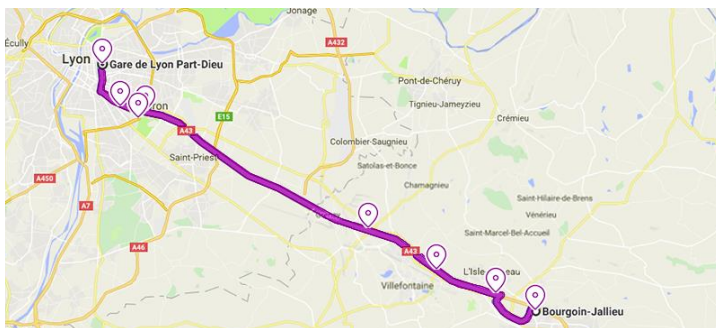 Jonage
Écully
A432
Lyon
Gare de Lyon Part-Dieu
Pont-de-Chéruy
Tignieu-Jameyzieu
ron
E15
Crémieu
A43
Colombier-Saugnieu
Saint-Priest
Satolas-et-Bonce
A450
Chamagnieu
Saint-Hilaire-de-Brens
A7
Vénérieu
Saint-Marcel-Bel-Accueil
A46
A43
L'Isle eau
Villefontaine
Bourgoin-Jallieu